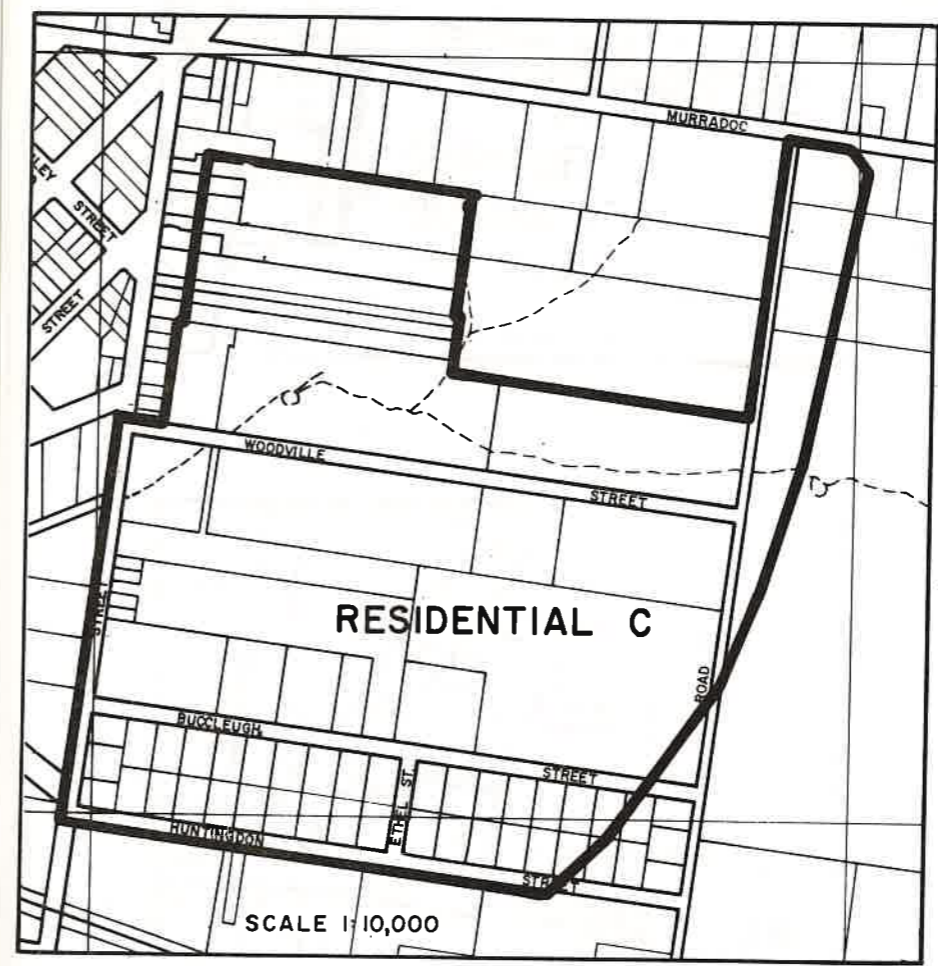 MURRADOC
STREET
STREET
WOODVILLE
STREET
STREET
RESIDENTIAL C
ROAD
BUCCLEUGH
STREET
ETHEL ST.
HUNTINGDON
STREET
SCALE 1:10,000